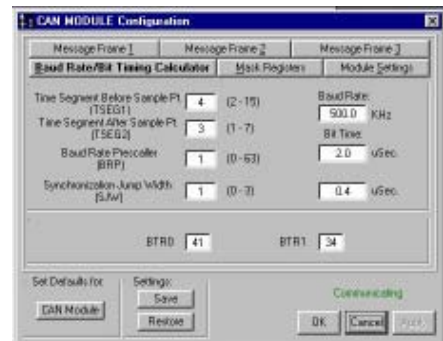 CAN MODULE Configuration
Message Frame 1 Message Frame 2 Message Frame 3
Baud Rate/Bit Timing Calculator Mask Registers Module Settings
Time Segment Before Sample Pt. (TSEG1) 4 (2 - 15)
Time Segment After Sample Pt. (TSEG2) 3 (1 - 7)
Baud Rate Prescaller (BRP) 1 (0 - 63)
Synchronization Jump Width (SJW) 1 (0 - 3)
Baud Rate:
500.0 KHz
Bit Time:
2.0 uSec.
0.4 uSec.
BTR0 41 BTR1 34
Set Defaults for:
CAN Module
Settings:
Save
Restore
Communicating
OK Cancel